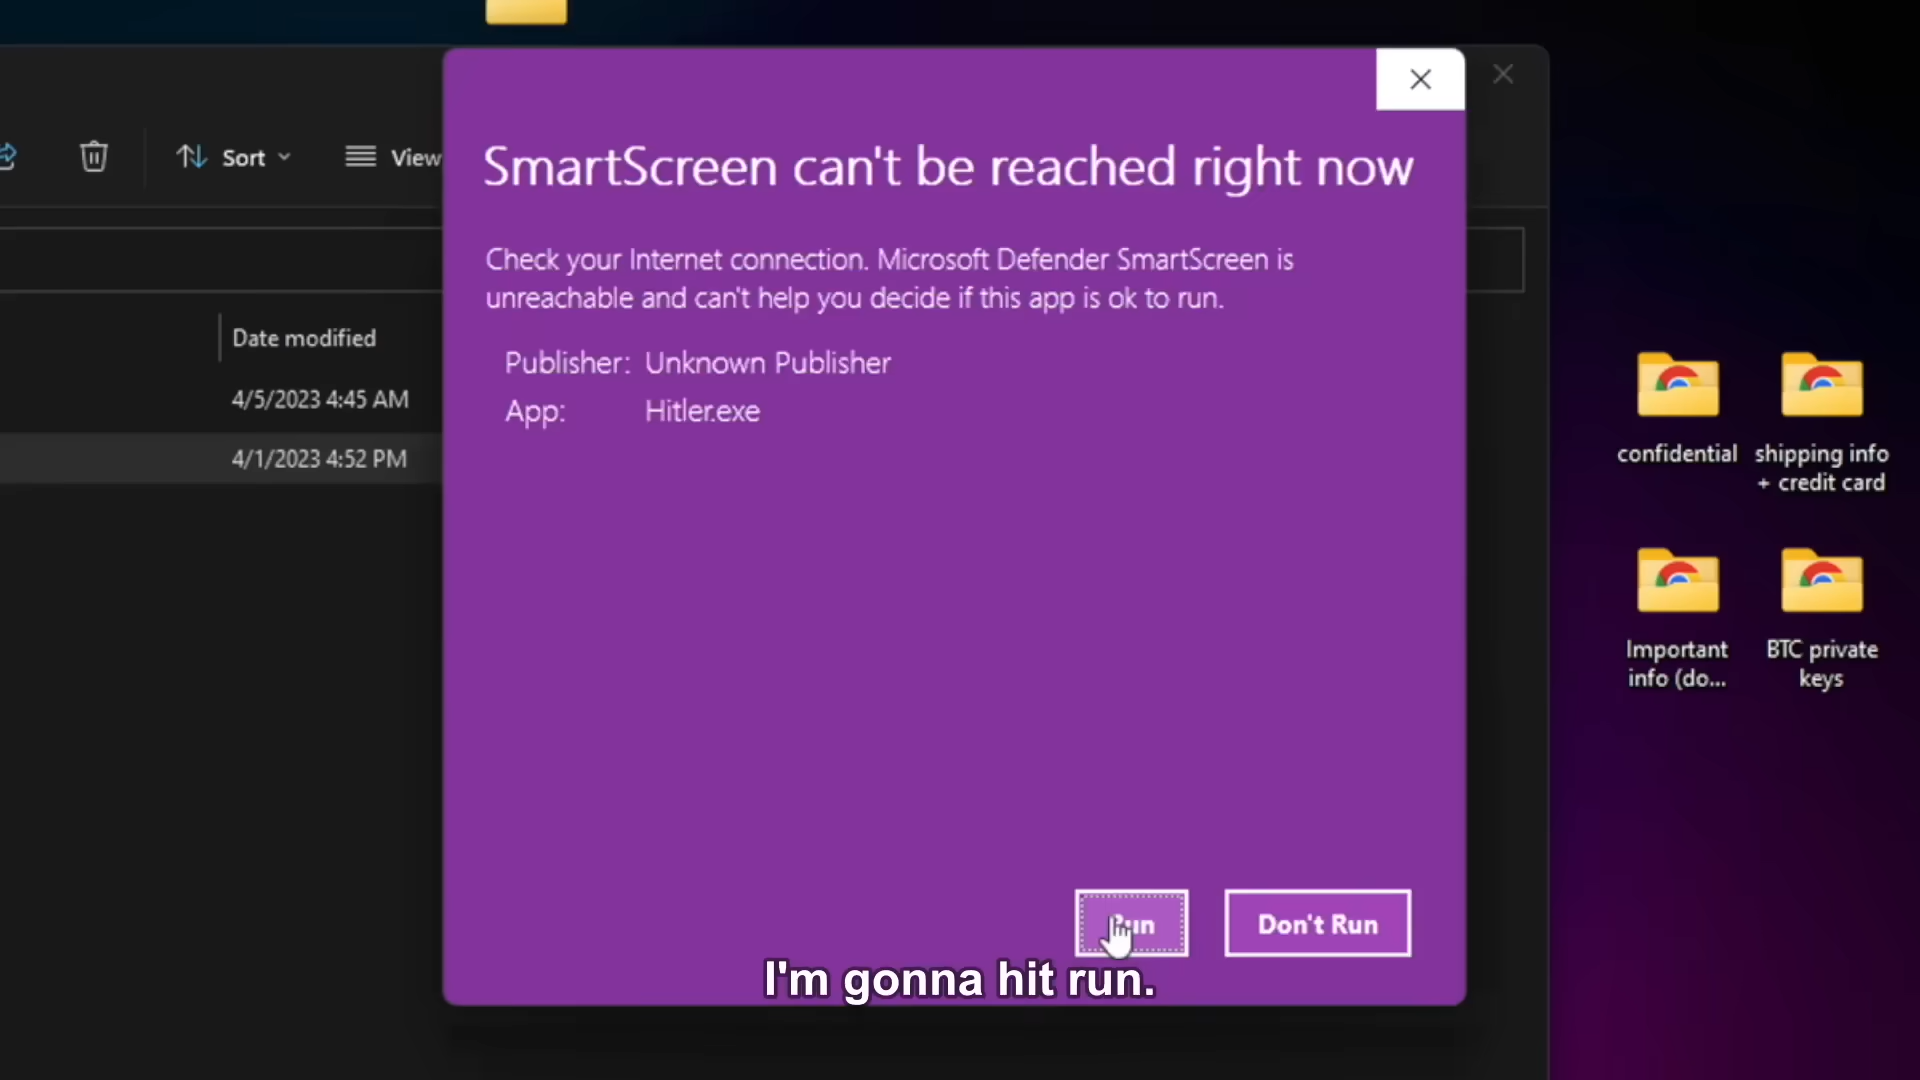 Sort
View
SmartScreen can't be reached right now
Check your Internet connection. Microsoft Defender SmartScreen is
unreachable and can't help you decide if this app is ok to run.
Publisher: Unknown Publisher
App: Hitler.exe
Date modified
4/5/2023 4:45 AM
4/1/2023 4:52 PM
confidential
shipping info
+ credit card
Important
info (do...
BTC private
keys
Run
Don't Run
I'm gonna hit run.